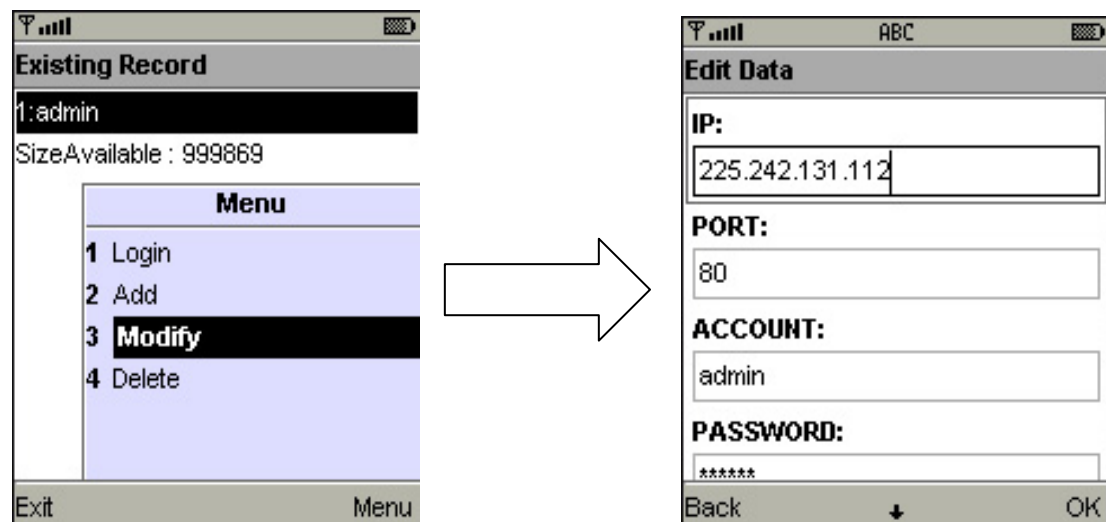 Existing Record
1:admin
SizeAvailable : 999869
Menu
1 Login
2 Add
3 Modify
4 Delete
Exit Menu
ABC
Edit Data
IP:
225.242.131.112
PORT:
80
ACCOUNT:
admin
PASSWORD:
******
Back OK